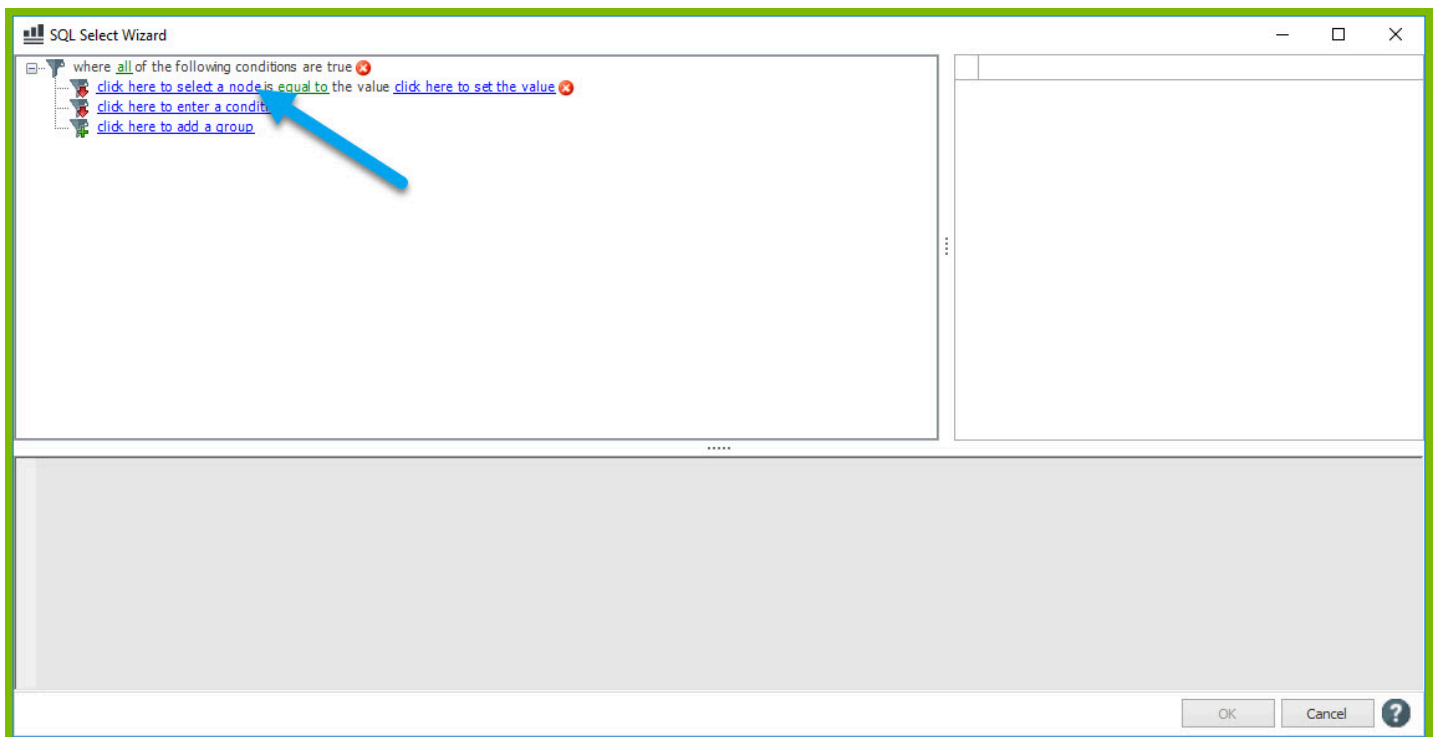 SQL Select Wizard
where all of the following conditions are true
click here to select a node is equal to the value click here to set the value
click here to enter a
click here to add a group
OK Cancel ?